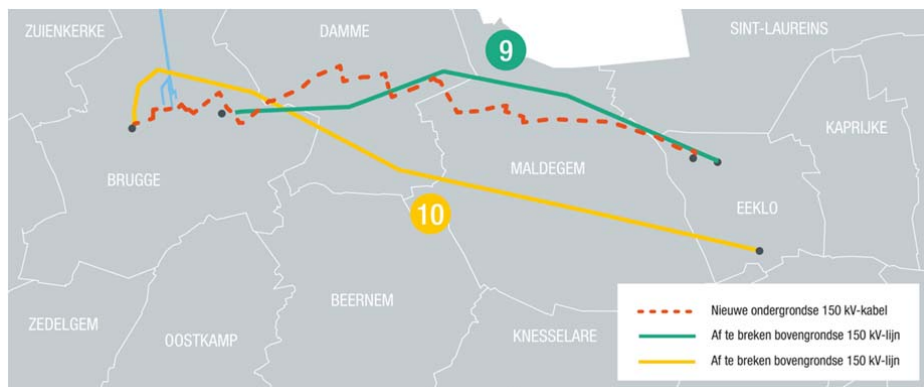 ZUIENKERKE
DAMME
9
SINT-LAUREINS
KAPRIJKE
BRUGGE
MALDEGEM
EEKLO
10
BEERNEM
ZEDELGEM
OOSTKAMP
KNESSELARE
Nieuwe ondergrondse 150 kV-kabel
Af te breken bovengrondse 150 kV-lijn
Af te breken bovengrondse 150 kV-lijn